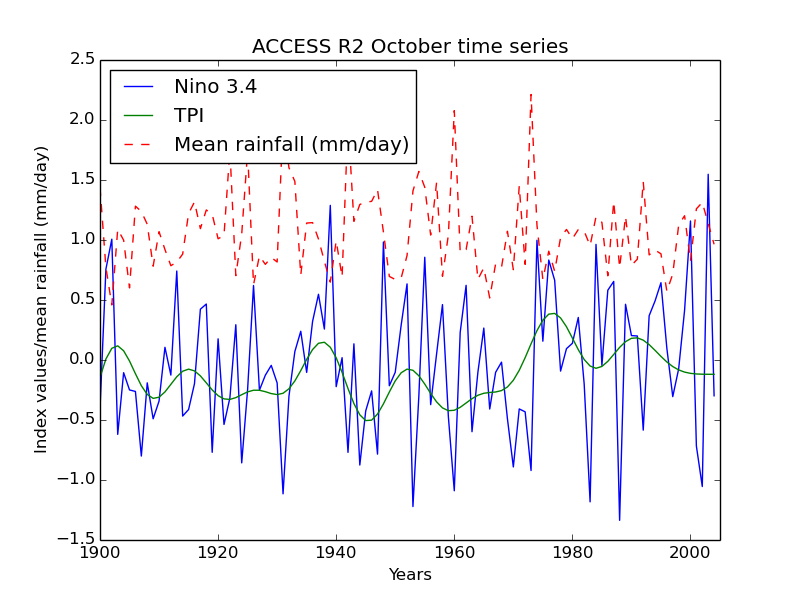 ACCESS R2 October time series
Nino 3.4
TPI
Mean rainfall (mm/day)
Index values/mean rainfall (mm/day)
2.5
2.0
1.5
1.0
0.5
0.0
−0.5
−1.0
−1.5
1900 1920 1940 1960 1980 2000
Years